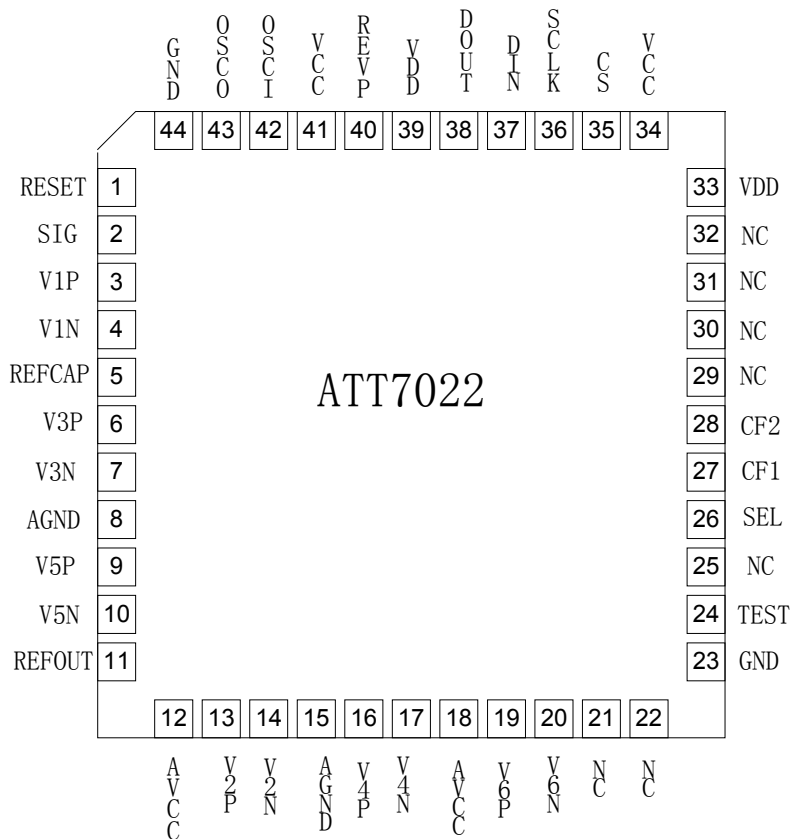 GND OSCO OSCI VCC REVP VDD DOUT DIN SCLK CS VCC
44 43 42 41 40 39 38 37 36 35 34
RESET 1
SIG 2
V1P 3
V1N 4
REFCAP 5
V3P 6
V3N 7
AGND 8
V5P 9
V5N 10
REFOUT 11
ATT7022
33 VDD
32 NC
31 NC
30 NC
29 NC
28 CF2
27 CF1
26 SEL
25 NC
24 TEST
23 GND
12 13 14 15 16 17 18 19 20 21 22
AVCC V2P V2N AGND V4P V4N AVCC V6P V6N NC NC